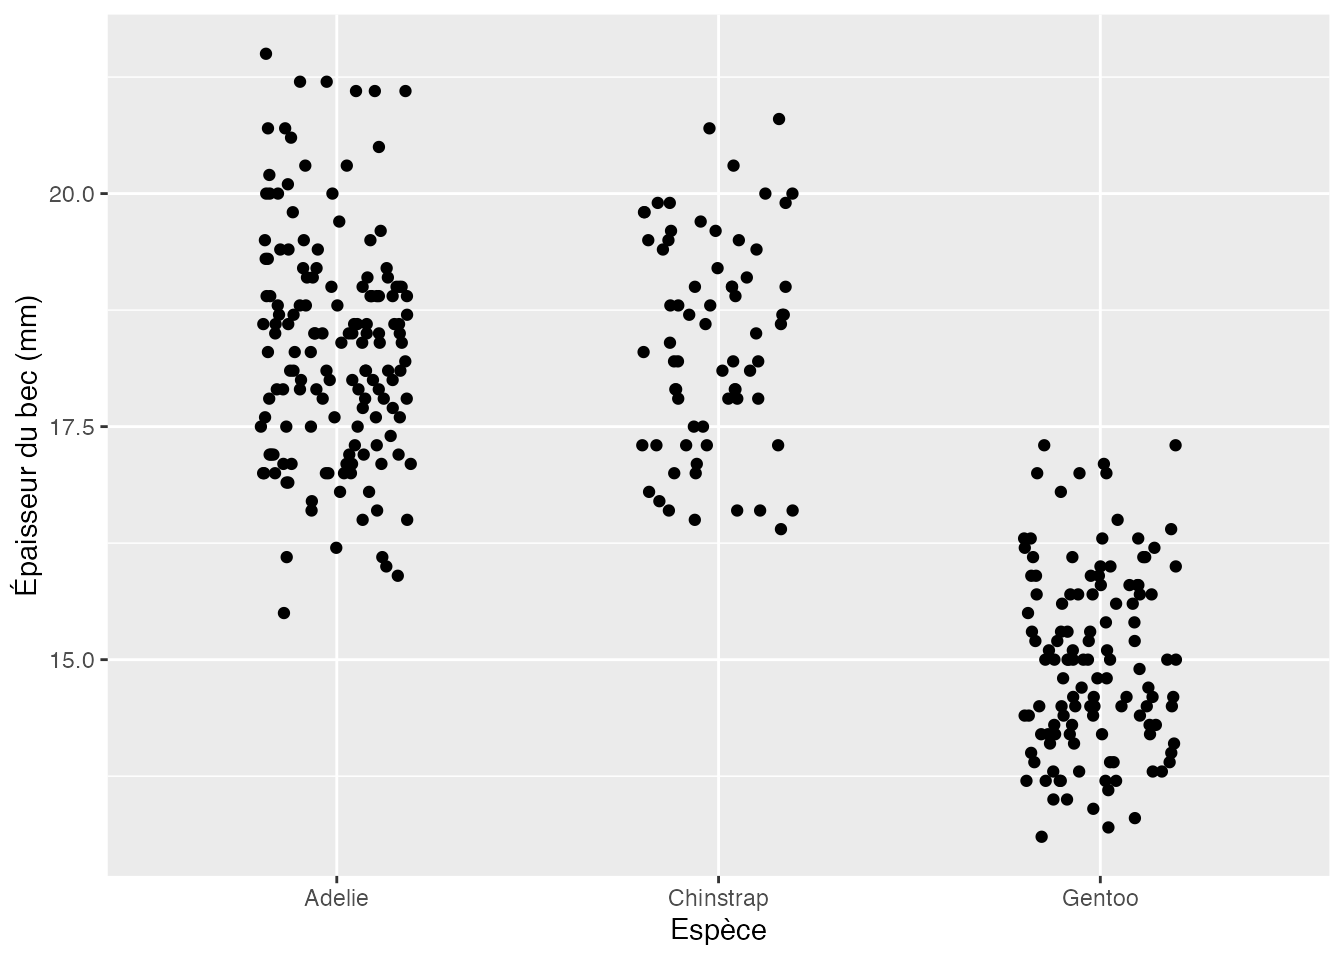 Épaisseur du bec (mm)
20.0
17.5
15.0
Adelie
Chinstrap
Gentoo
Espèce